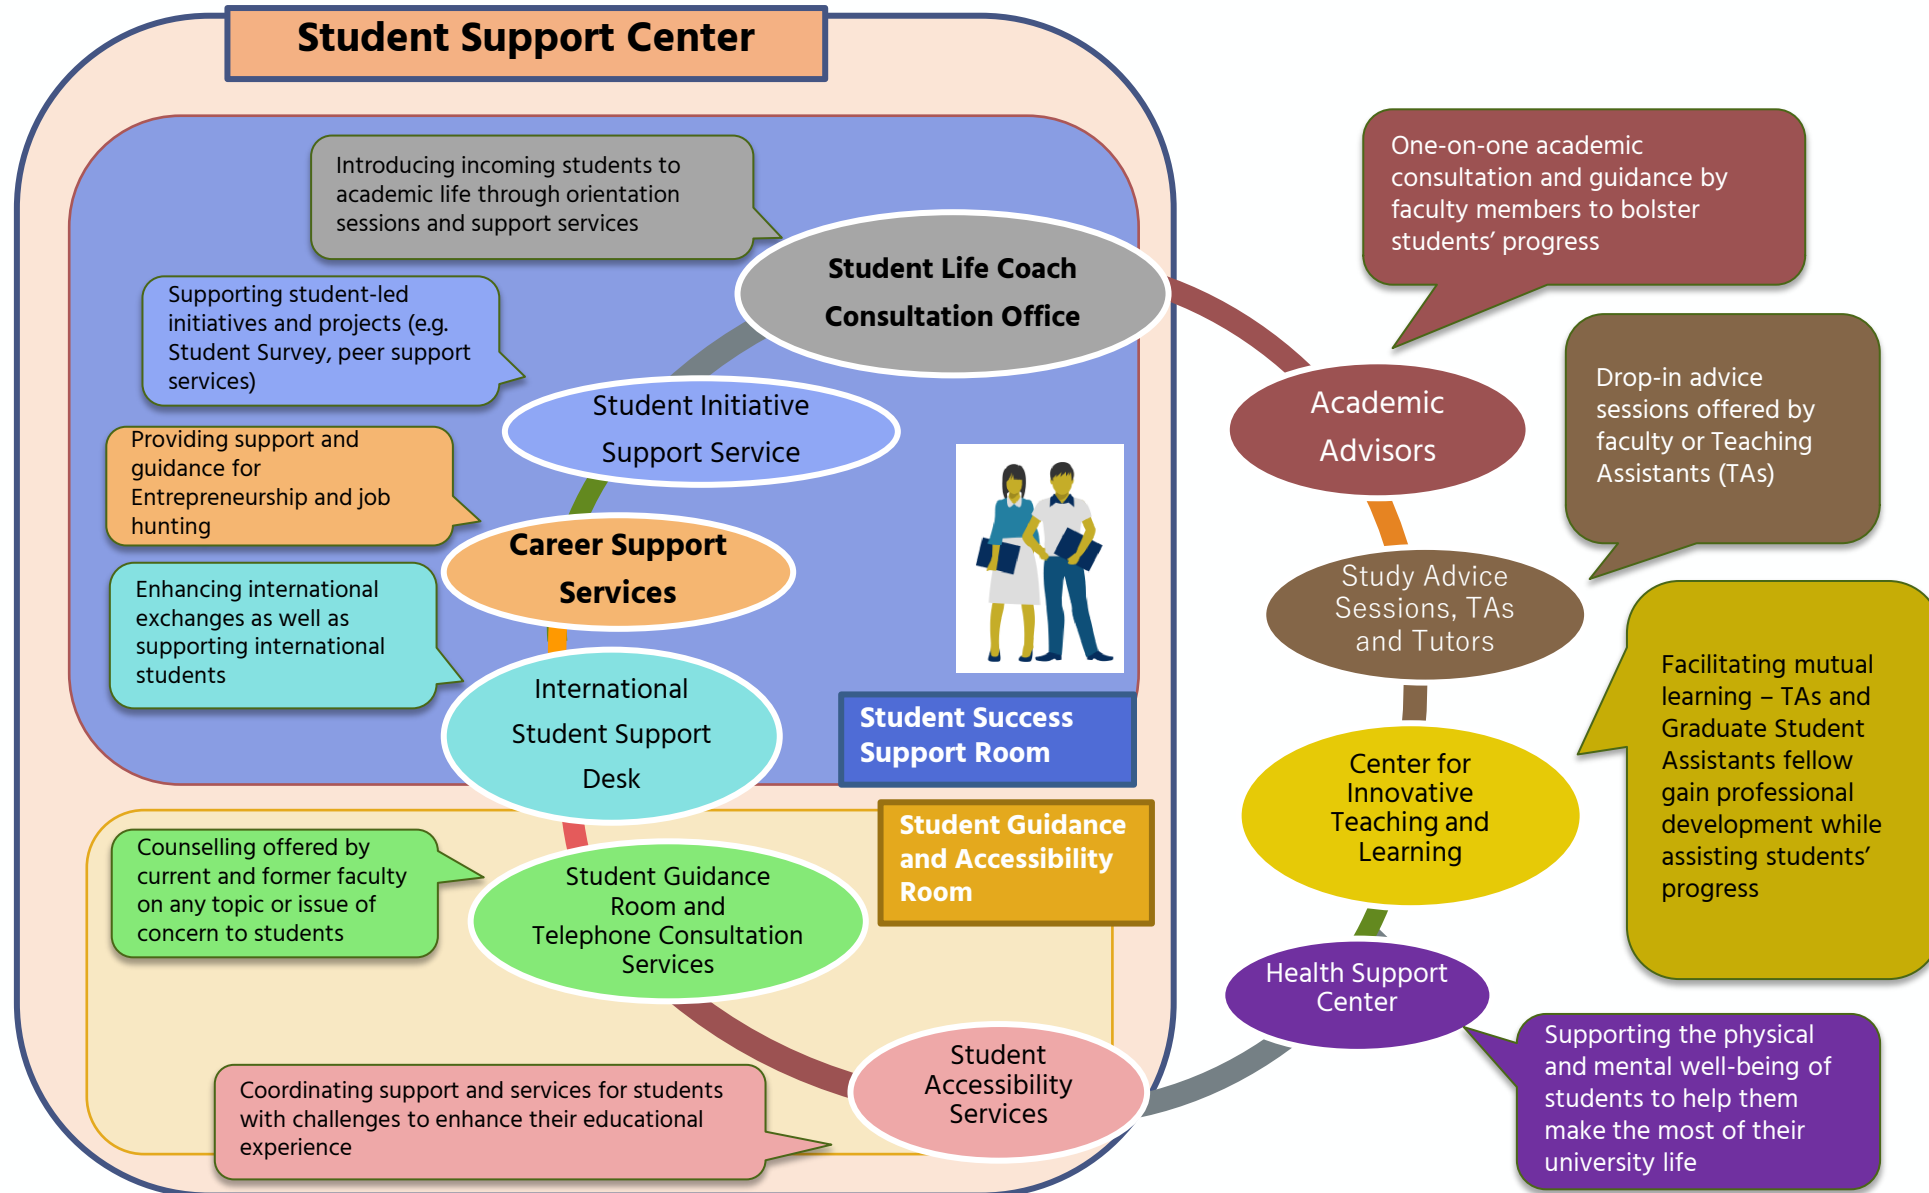 Student Support Center
Introducing incoming students to
academic life through orientation
sessions and support services
Student Life Coach
Consultation Office
Supporting student-led
initiatives and projects (e.g.
Student Survey, peer support
services)
Student Initiative
Support Service
Providing support and
guidance for
Entrepreneurship and job
hunting
Career Support
Services
Enhancing international
exchanges as well as
supporting international
students
International
Student Support
Desk
Student Success
Support Room
Student Guidance
and Accessibility
Room
Counselling offered by
current and former faculty
on any topic or issue of
concern to students
Student Guidance
Room and
Telephone Consultation
Services
Coordinating support and services for students
with challenges to enhance their educational
experience
Student
Accessibility
Services
One-on-one academic
consultation and guidance by
faculty members to bolster
students’ progress
Academic
Advisors
Drop-in advice
sessions offered by
faculty or Teaching
Assistants (TAs)
Study Advice
Sessions, TAs
and Tutors
Facilitating mutual
learning – TAs and
Graduate Student
Assistants fellow
gain professional
development while
assisting students’
progress
Center for
Innovative
Teaching and
Learning
Health Support
Center
Supporting the physical
and mental well-being of
students to help them
make the most of their
university life